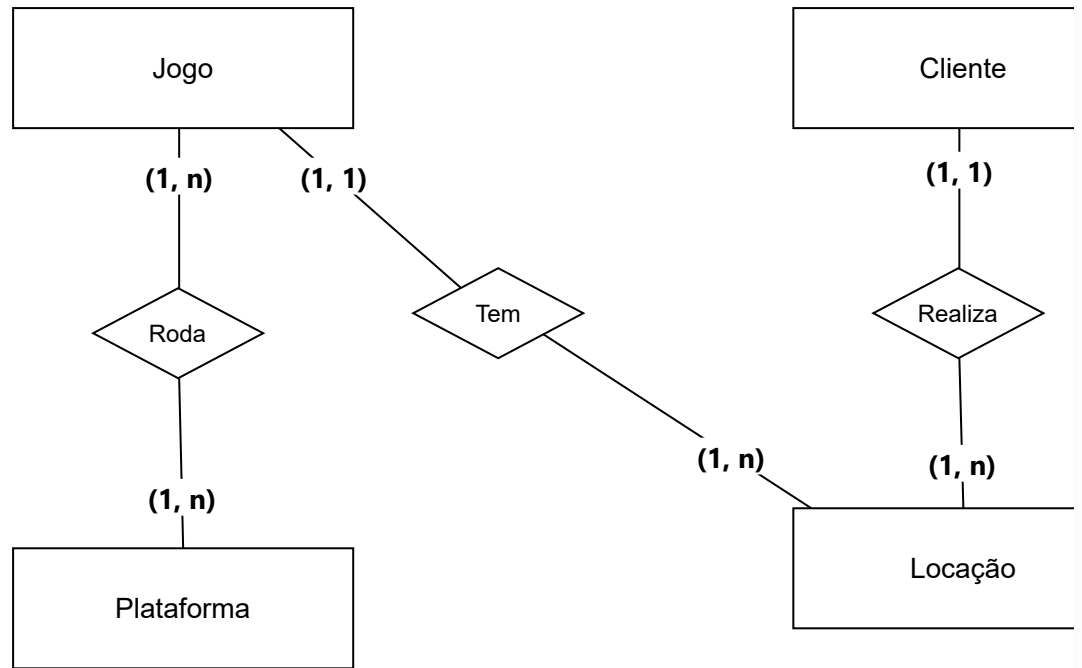 Jogo
Cliente
(1, n)
(1, 1)
(1, 1)
Roda
Tem
Realiza
(1, n)
(1, n)
(1, n)
Plataforma
Locação